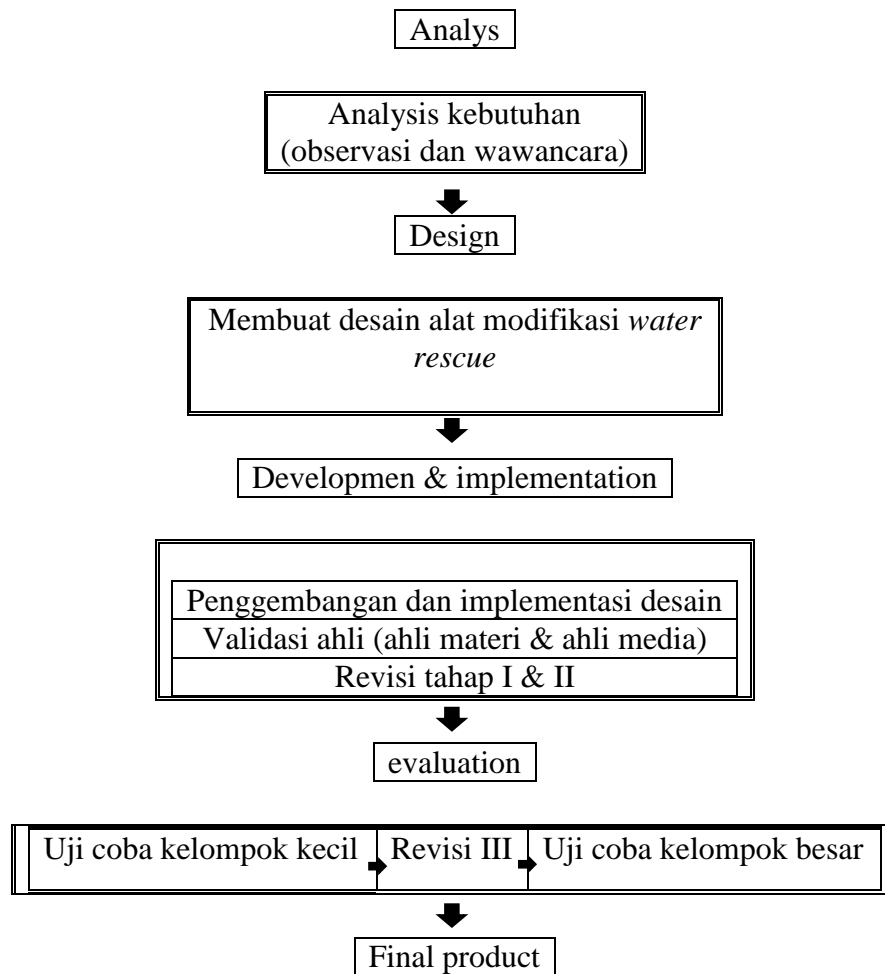 Analys
Analysis kebutuhan
(observasi dan wawancara)
Design
Membuat desain alat modifikasi water
rescue
Developmen & implementation
Penggembangan dan implementasi desain
Validasi ahli (ahli materi & ahli media)
Revisi tahap I & II
evaluation
Uji coba kelompok kecil
Revisi III
Uji coba kelompok besar
Final product